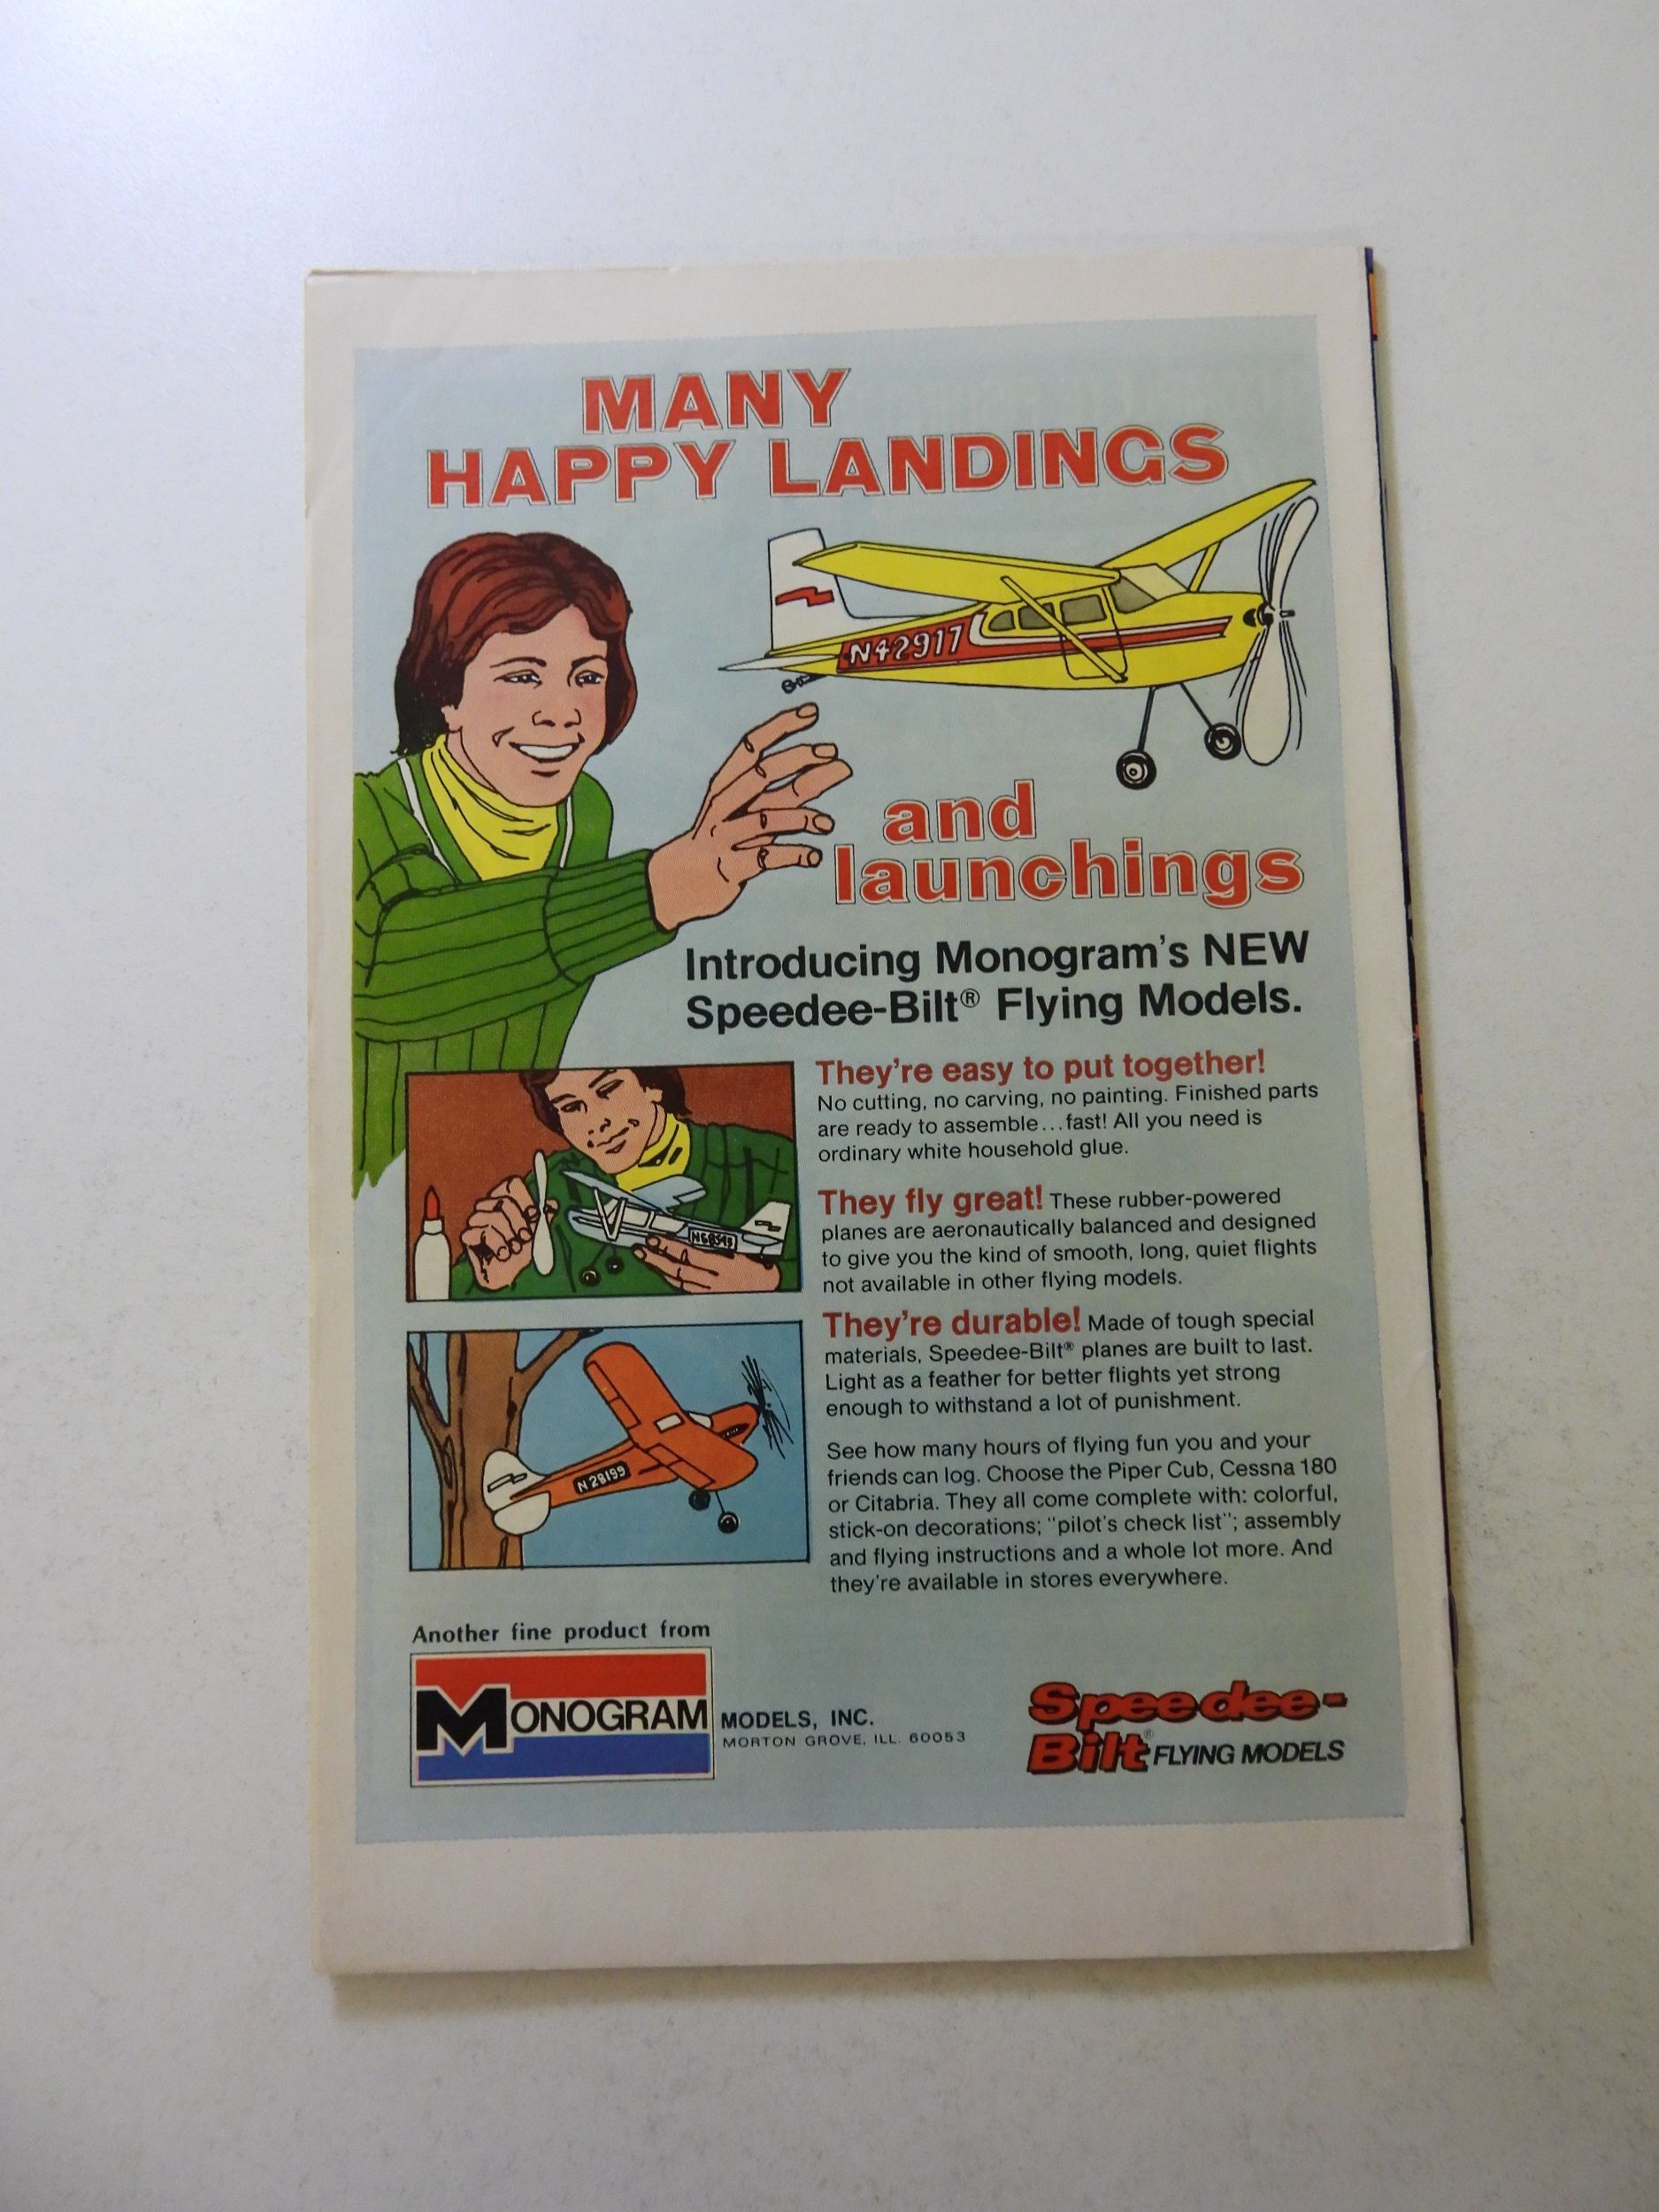 MANY
HAPPY LANDINGS
N42917
and
launchings
Introducing Monogram's NEW
Speedee-Bilt® Flying Models.
They're easy to put together!
No cutting, no carving, no painting. Finished parts
are ready to assemble...fast! All you need is
ordinary white household glue.
They fly great! These rubber-powered
planes are aeronautically balanced and designed
to give you the kind of smooth, long, quiet flights
not available in other flying models.
They're durable! Made of tough special
materials, Speedee-Bilt® planes are built to last.
Light as a feather for better flights yet strong
enough to withstand a lot of punishment.
N28199
See how many hours of flying fun you and your
friends can log. Choose the Piper Cub, Cessna 180
or Citabria. They all come complete with: colorful,
stick-on decorations; "pilot's check list"; assembly
and flying instructions and a whole lot more. And
they're available in stores everywhere.
Another fine product from
MONOGRAM MODELS, INC.
MORTON GROVE, ILL. 60053
Speedee-
Bilt® FLYING MODELS